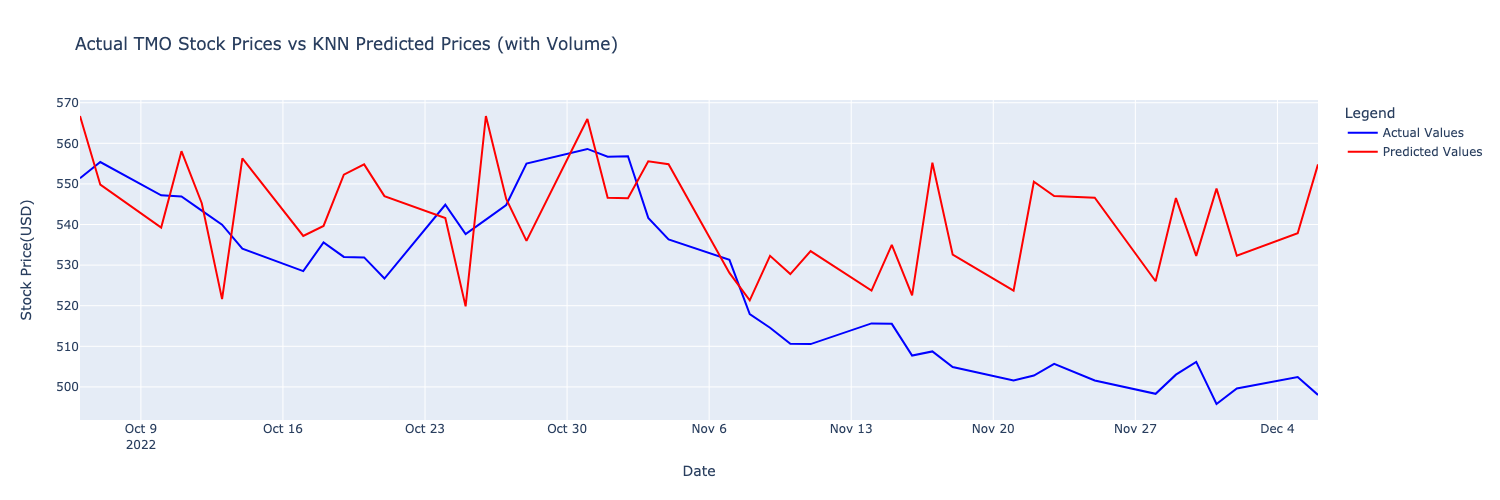 Actual TMO Stock Prices vs KNN Predicted Prices (with Volume)
Legend
Actual Values
Predicted Values
Stock Price(USD)
570
560
550
540
530
520
510
500
Oct 9
2022
Oct 16
Oct 23
Oct 30
Nov 6
Nov 13
Nov 20
Nov 27
Dec 4
Date